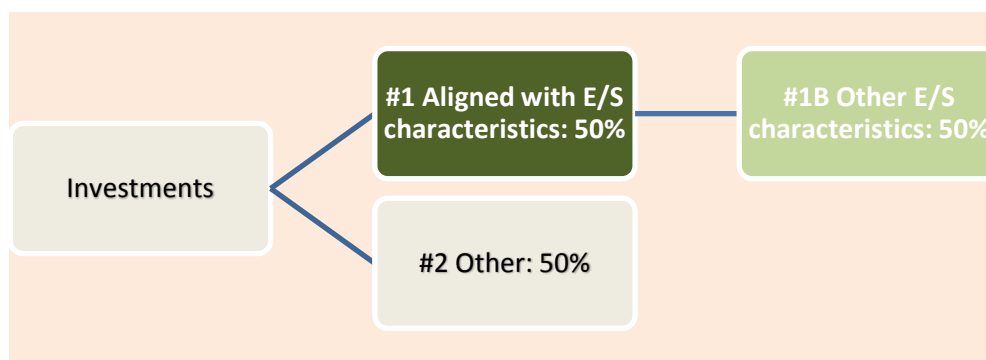 #1 Aligned with E/S
characteristics: 50%
#1B Other E/S
characteristics: 50%
Investments
#2 Other: 50%